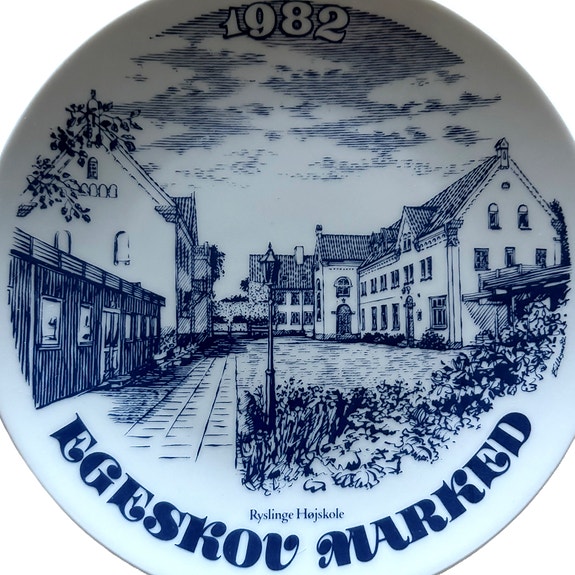 1982
Ryslinge Højskole
EGESKOV MARKED